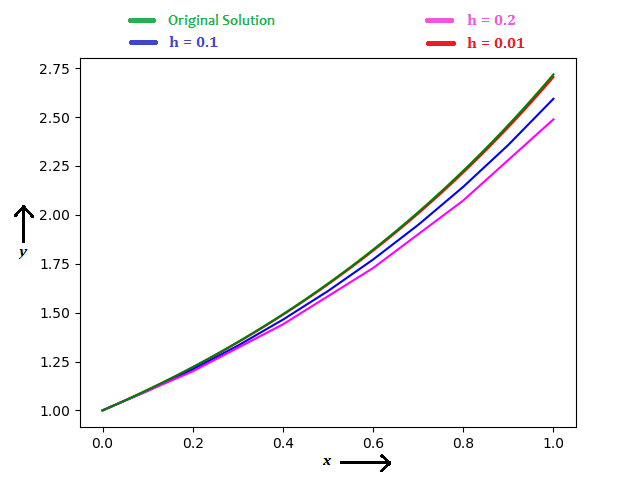 Original Solution
h = 0.2
h = 0.1
h = 0.01
2.75
2.50
2.25
2.00
1.75
1.50
1.25
1.00
y
0.0 0.2 0.4 0.6 0.8 1.0
x